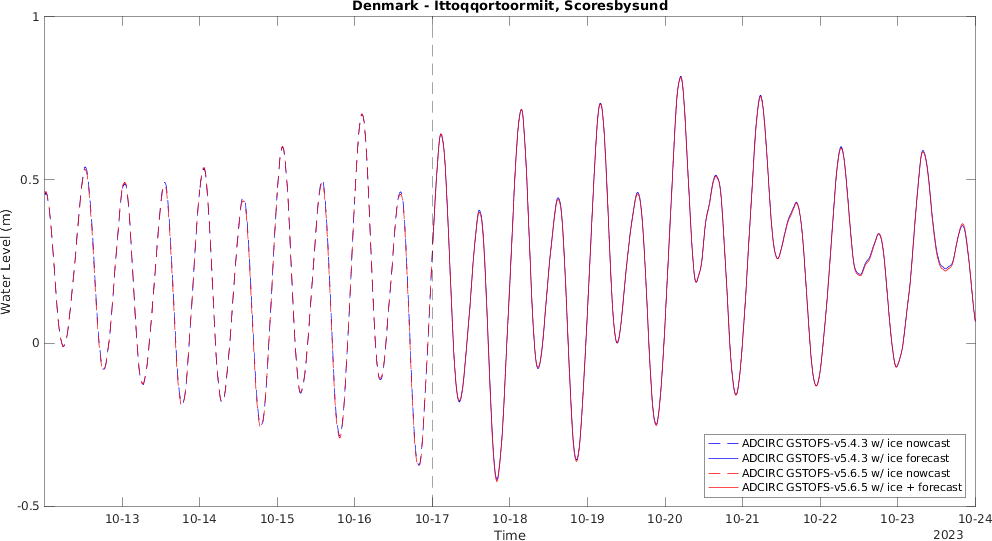 Denmark - Ittoqqortoormiit, Scoresbysund
1
0.5
0
-0.5
Water Level (m)
ADCIRC GSTOFS-v5.4.3 w/ ice nowcast
ADCIRC GSTOFS-v5.4.3 w/ ice forecast
ADCIRC GSTOFS-v5.6.5 w/ ice nowcast
ADCIRC GSTOFS-v5.6.5 w/ ice + forecast
10-13 10-14 10-15 10-16 10-17 10-18 10-19 10-20 10-21 10-22 10-23 10-24
Time
2023